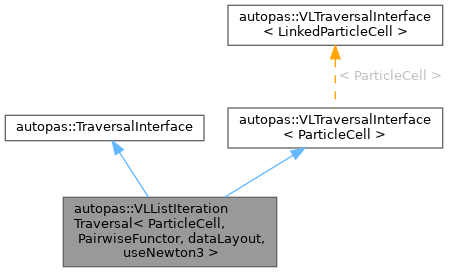 autopas::VLTraversalInterface
< LinkedParticleCell >
< ParticleCell >
autopas::TraversalInterface
autopas::VLTraversalInterface
< ParticleCell >
autopas::VLListIteration
Traversal< ParticleCell,
PairwiseFunctor, dataLayout,
useNewton3 >